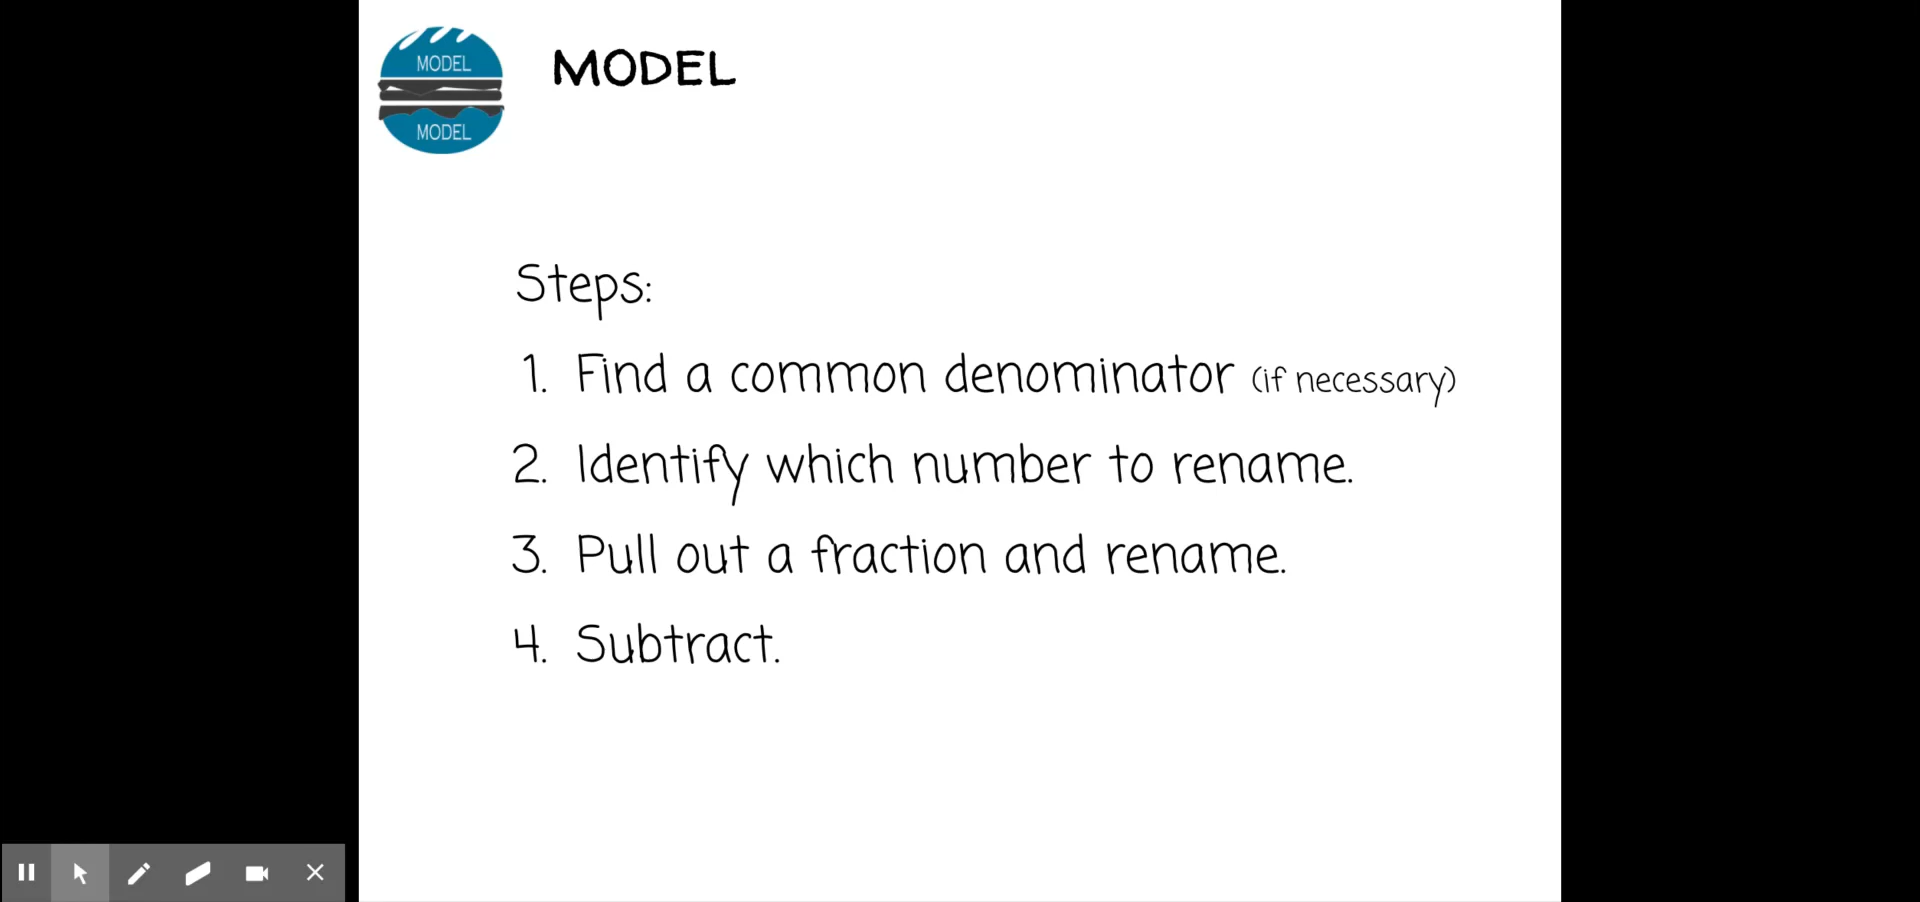 MODEL
MODEL
MODEL
Steps:
1. Find a common denominator (if necessary)
2. Identify which number to rename.
3. Pull out a fraction and rename.
4. Subtract.